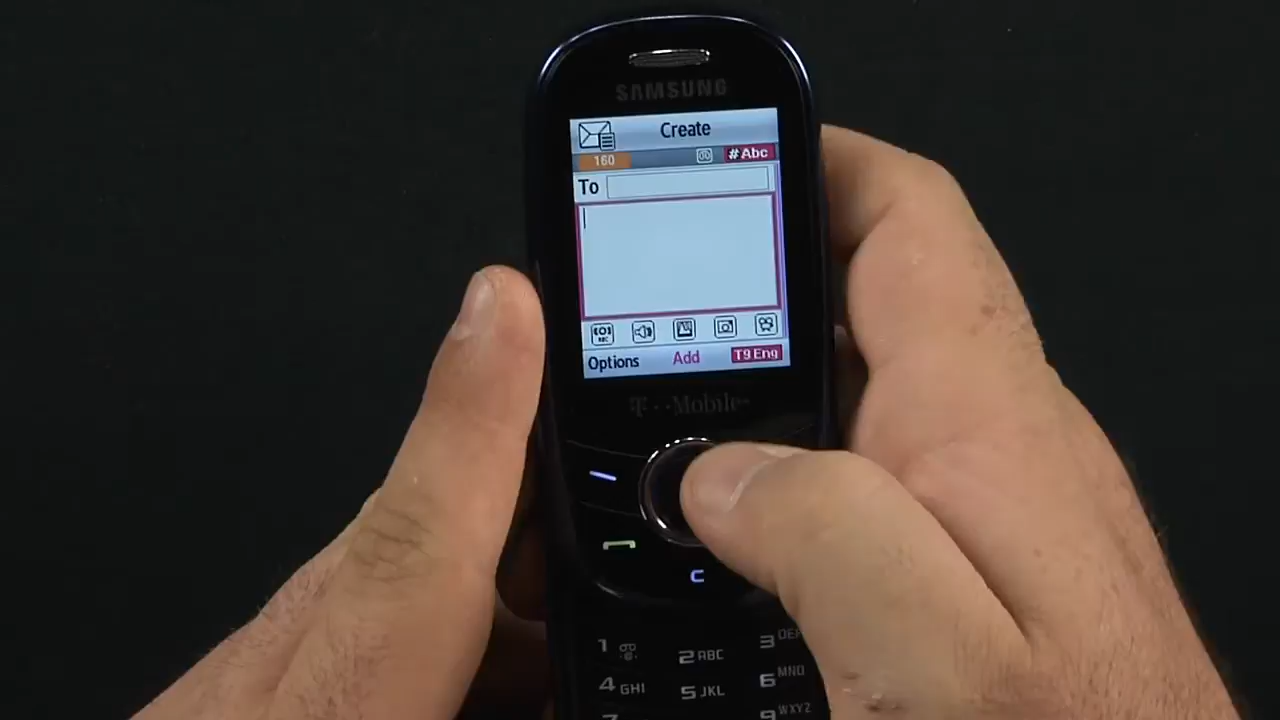 SAMSUNG
Create
160 #Abc
To
Options Add T9 Eng
T··Mobile
C
1 2 ABC 3 DEF
4 GHI 5 JKL 6 MNO
WXYZ